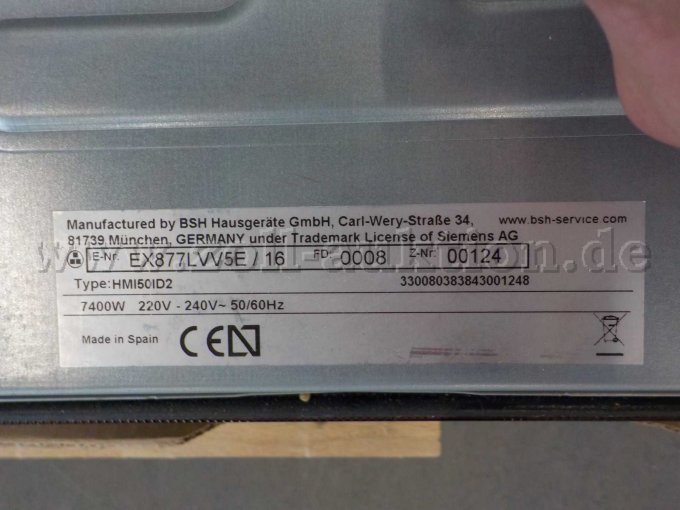 Manufactured by BSH Hausgeräte GmbH, Carl-Wery-Straße 34, www.bsh-service.com
81739 München, GERMANY under Trademark License of Siemens AG
E-Nr. EX877LVV5E / 16 FD. 0008 Z-Nr. 00124
Type: HMI50ID2 330080383843001248
7400W 220V - 240V~ 50/60Hz
Made in Spain CE N
www.zoll-auktion.de